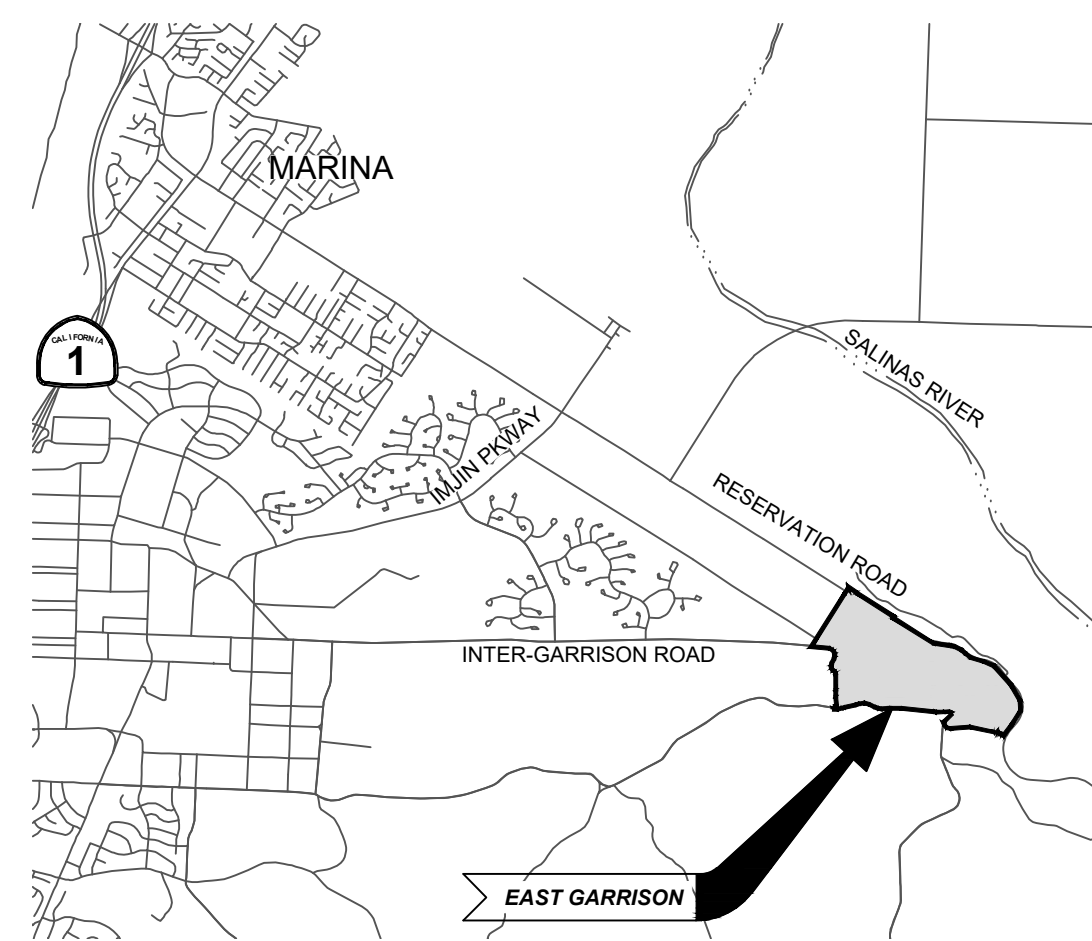 MARINA
CALIFORNIA
1
SALINAS RIVER
IMJIN PKWAY
RESERVATION ROAD
INTER-GARRISON ROAD
EAST GARRISON